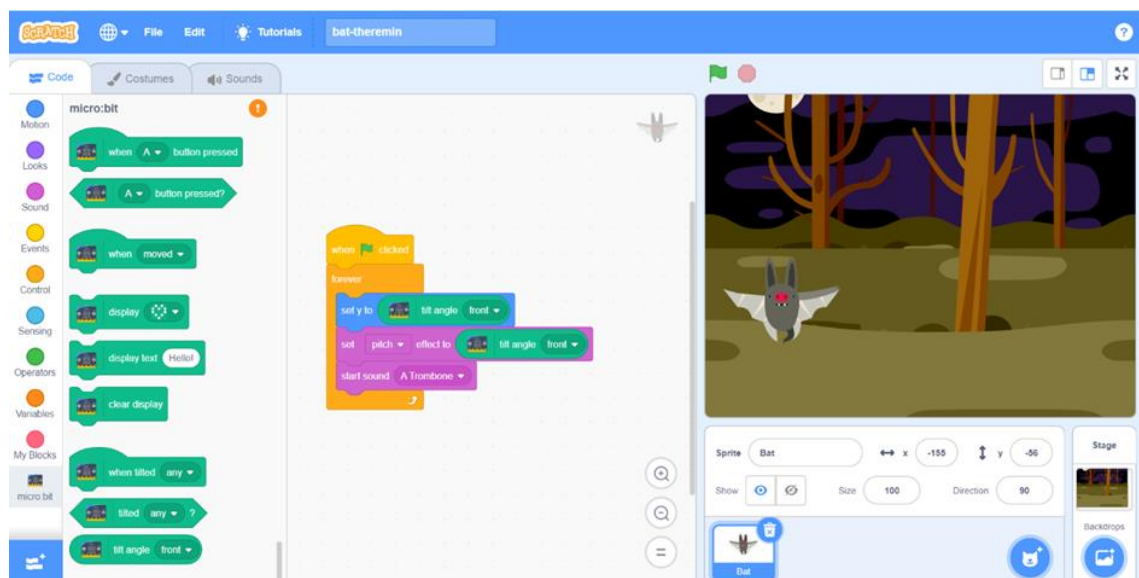 SCRATCH File Edit Tutorials bat-theremin ?
Code Costumes Sounds
Motion
Looks
Sound
Events
Control
Sensing
Operators
Variables
My Blocks
micro:bit
micro:bit !
when A button pressed
A button pressed?
when moved
display
display text Hello!
clear display
when tilted any
tilted any ?
tilt angle front
when clicked
forever
set y to tilt angle front
set pitch effect to tilt angle front
start sound A Trombone
Sprite Bat x -155 y -56
Show Size 100 Direction 90
Bat
Stage
Backdrops